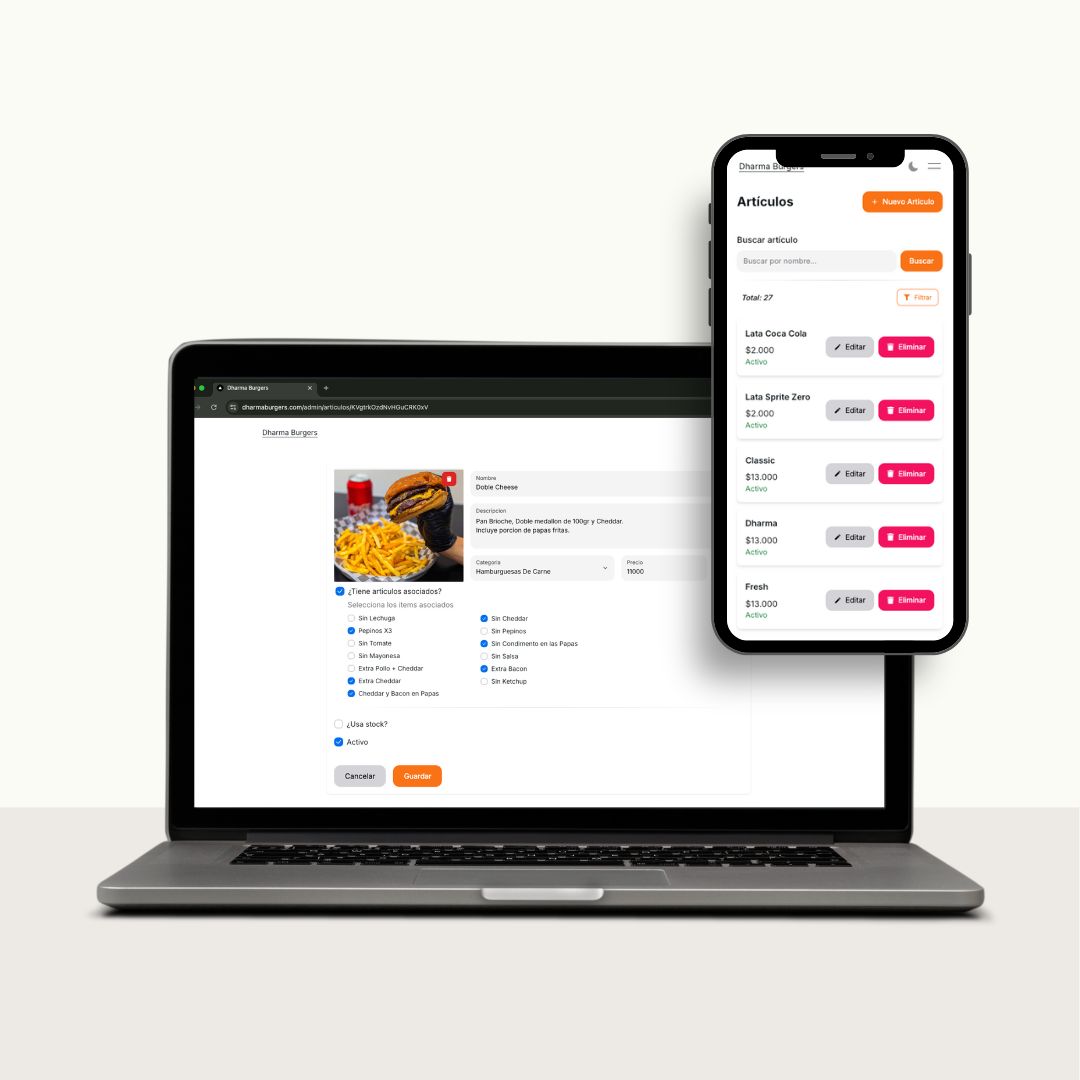 Dharma Burgers
Artículos
+ Nuevo Artículo
Buscar artículo
Buscar por nombre...
Buscar
Total: 27
Filtrar
Lata Coca Cola
$2.000
Activo
Editar
Eliminar
Lata Sprite Zero
$2.000
Activo
Editar
Eliminar
Classic
$13.000
Activo
Editar
Eliminar
Dharma
$13.000
Activo
Editar
Eliminar
Fresh
$13.000
Activo
Editar
Eliminar
Dharma Burgers
dharmaburgers.com/admin/articulos/KVgtrkOzdNvHGuCRK0xV
Dharma Burgers
Nombre
Doble Cheese
Descripcion
Pan Brioche, Doble medallon de 100gr y Cheddar.
Incluye porcion de papas fritas.
Categoria
Hamburguesas De Carne
Precio
11000
¿Tiene artículos asociados?
Selecciona los items asociados
Sin Lechuga
Pepinos X3
Sin Tomate
Sin Mayonesa
Extra Pollo + Cheddar
Extra Cheddar
Cheddar y Bacon en Papas
Sin Cheddar
Sin Pepinos
Sin Condimento en las Papas
Sin Salsa
Extra Bacon
Sin Ketchup
¿Usa stock?
Activo
Cancelar
Guardar